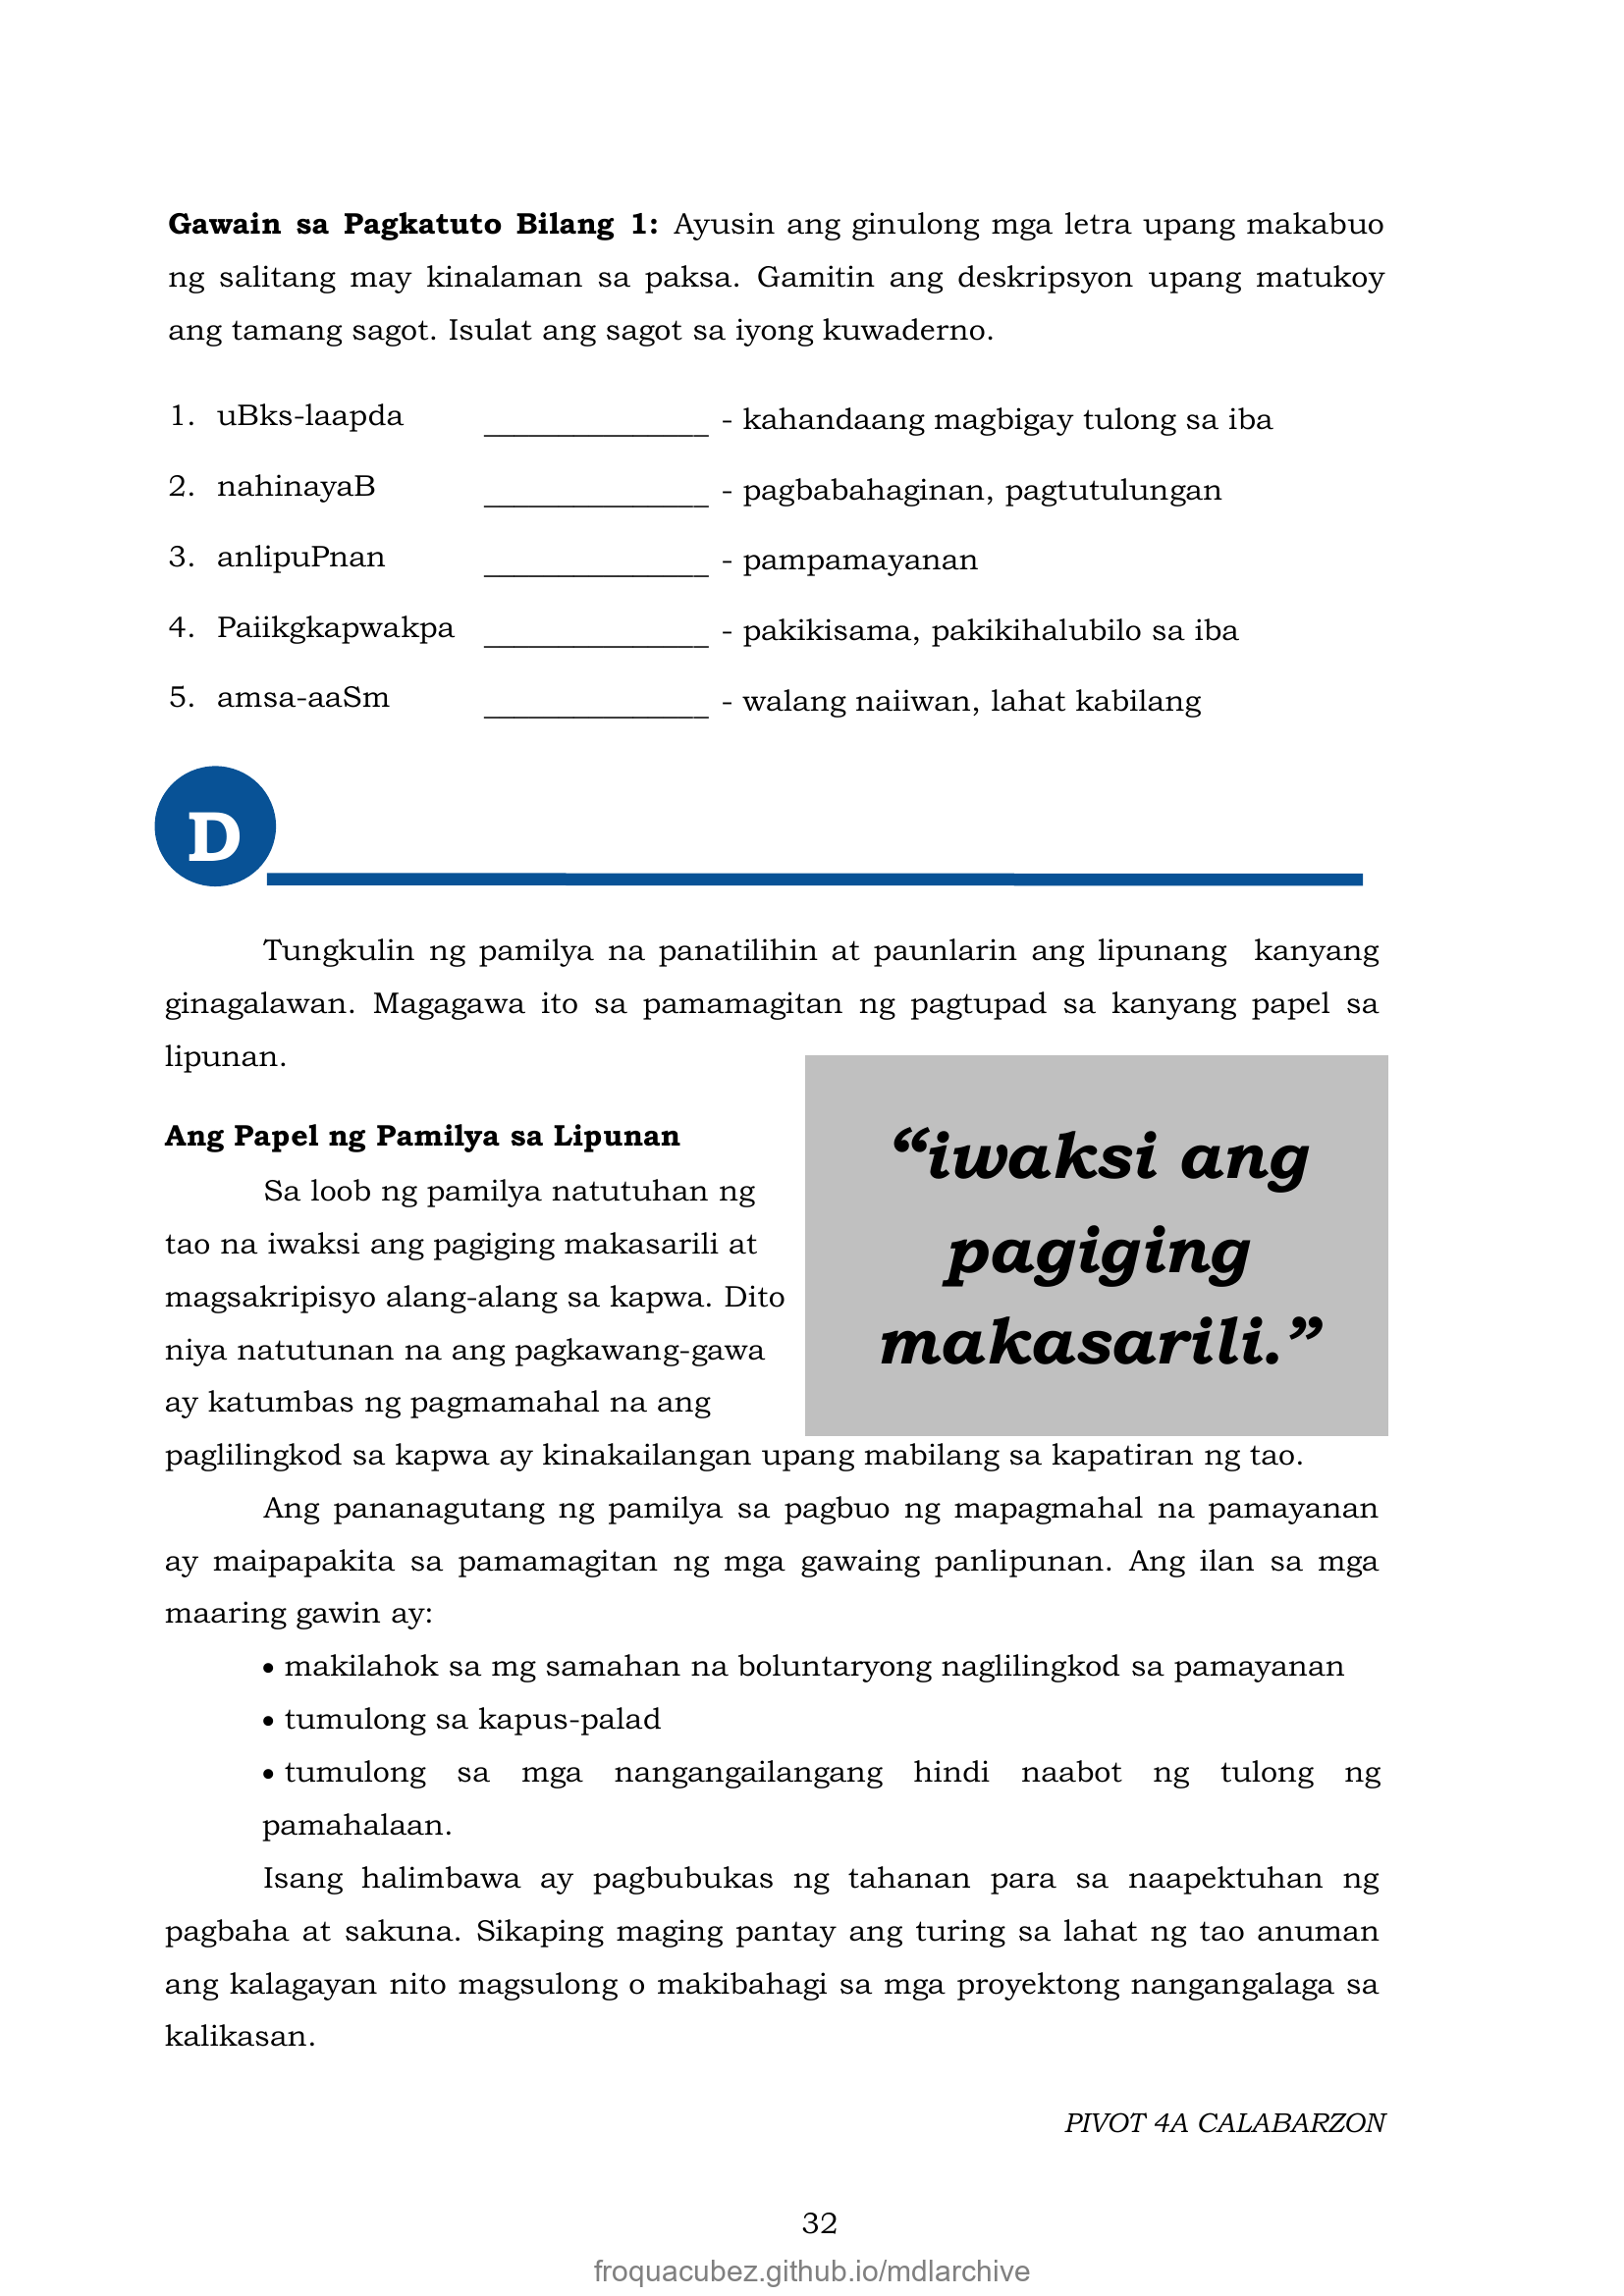 Gawain sa Pagkatuto Bilang 1: Ayusin ang ginulong mga letra upang makabuo
ng salitang may kinalaman sa paksa. Gamitin ang deskripsyon upang matukoy
ang tamang sagot. Isulat ang sagot sa iyong kuwaderno.
1. uBks-laapda _______________ - kahandaang magbigay tulong sa iba
2. nahinayaB _______________ - pagbabahaginan, pagtutulungan
3. anlipuPnan _______________ - pampamayanan
4. Paiikgkapwakpa _______________ - pakikisama, pakikihalubilo sa iba
5. amsa-aaSm _______________ - walang naiiwan, lahat kabilang
D
Tungkulin ng pamilya na panatilihin at paunlarin ang lipunang kanyang
ginagalawan. Magagawa ito sa pamamagitan ng pagtupad sa kanyang papel sa
lipunan.
Ang Papel ng Pamilya sa Lipunan
Sa loob ng pamilya natutuhan ng
tao na iwaksi ang pagiging makasarili at
magsakripisyo alang-alang sa kapwa. Dito
niya natutunan na ang pagkawang-gawa
ay katumbas ng pagmamahal na ang
paglilingkod sa kapwa ay kinakailangan upang mabilang sa kapatiran ng tao.
“iwaksi ang
pagiging
makasarili.”
Ang pananagutang ng pamilya sa pagbuo ng mapagmahal na pamayanan
ay maipapakita sa pamamagitan ng mga gawaing panlipunan. Ang ilan sa mga
maaring gawin ay:
• makilahok sa mg samahan na boluntaryong naglilingkod sa pamayanan
• tumulong sa kapus-palad
• tumulong sa mga nangangailangang hindi naabot ng tulong ng
pamahalaan.
Isang halimbawa ay pagbubukas ng tahanan para sa naapektuhan ng
pagbaha at sakuna. Sikaping maging pantay ang turing sa lahat ng tao anuman
ang kalagayan nito magsulong o makibahagi sa mga proyektong nangangalaga sa
kalikasan.
PIVOT 4A CALABARZON
32
froquacubez.github.io/mdlarchive